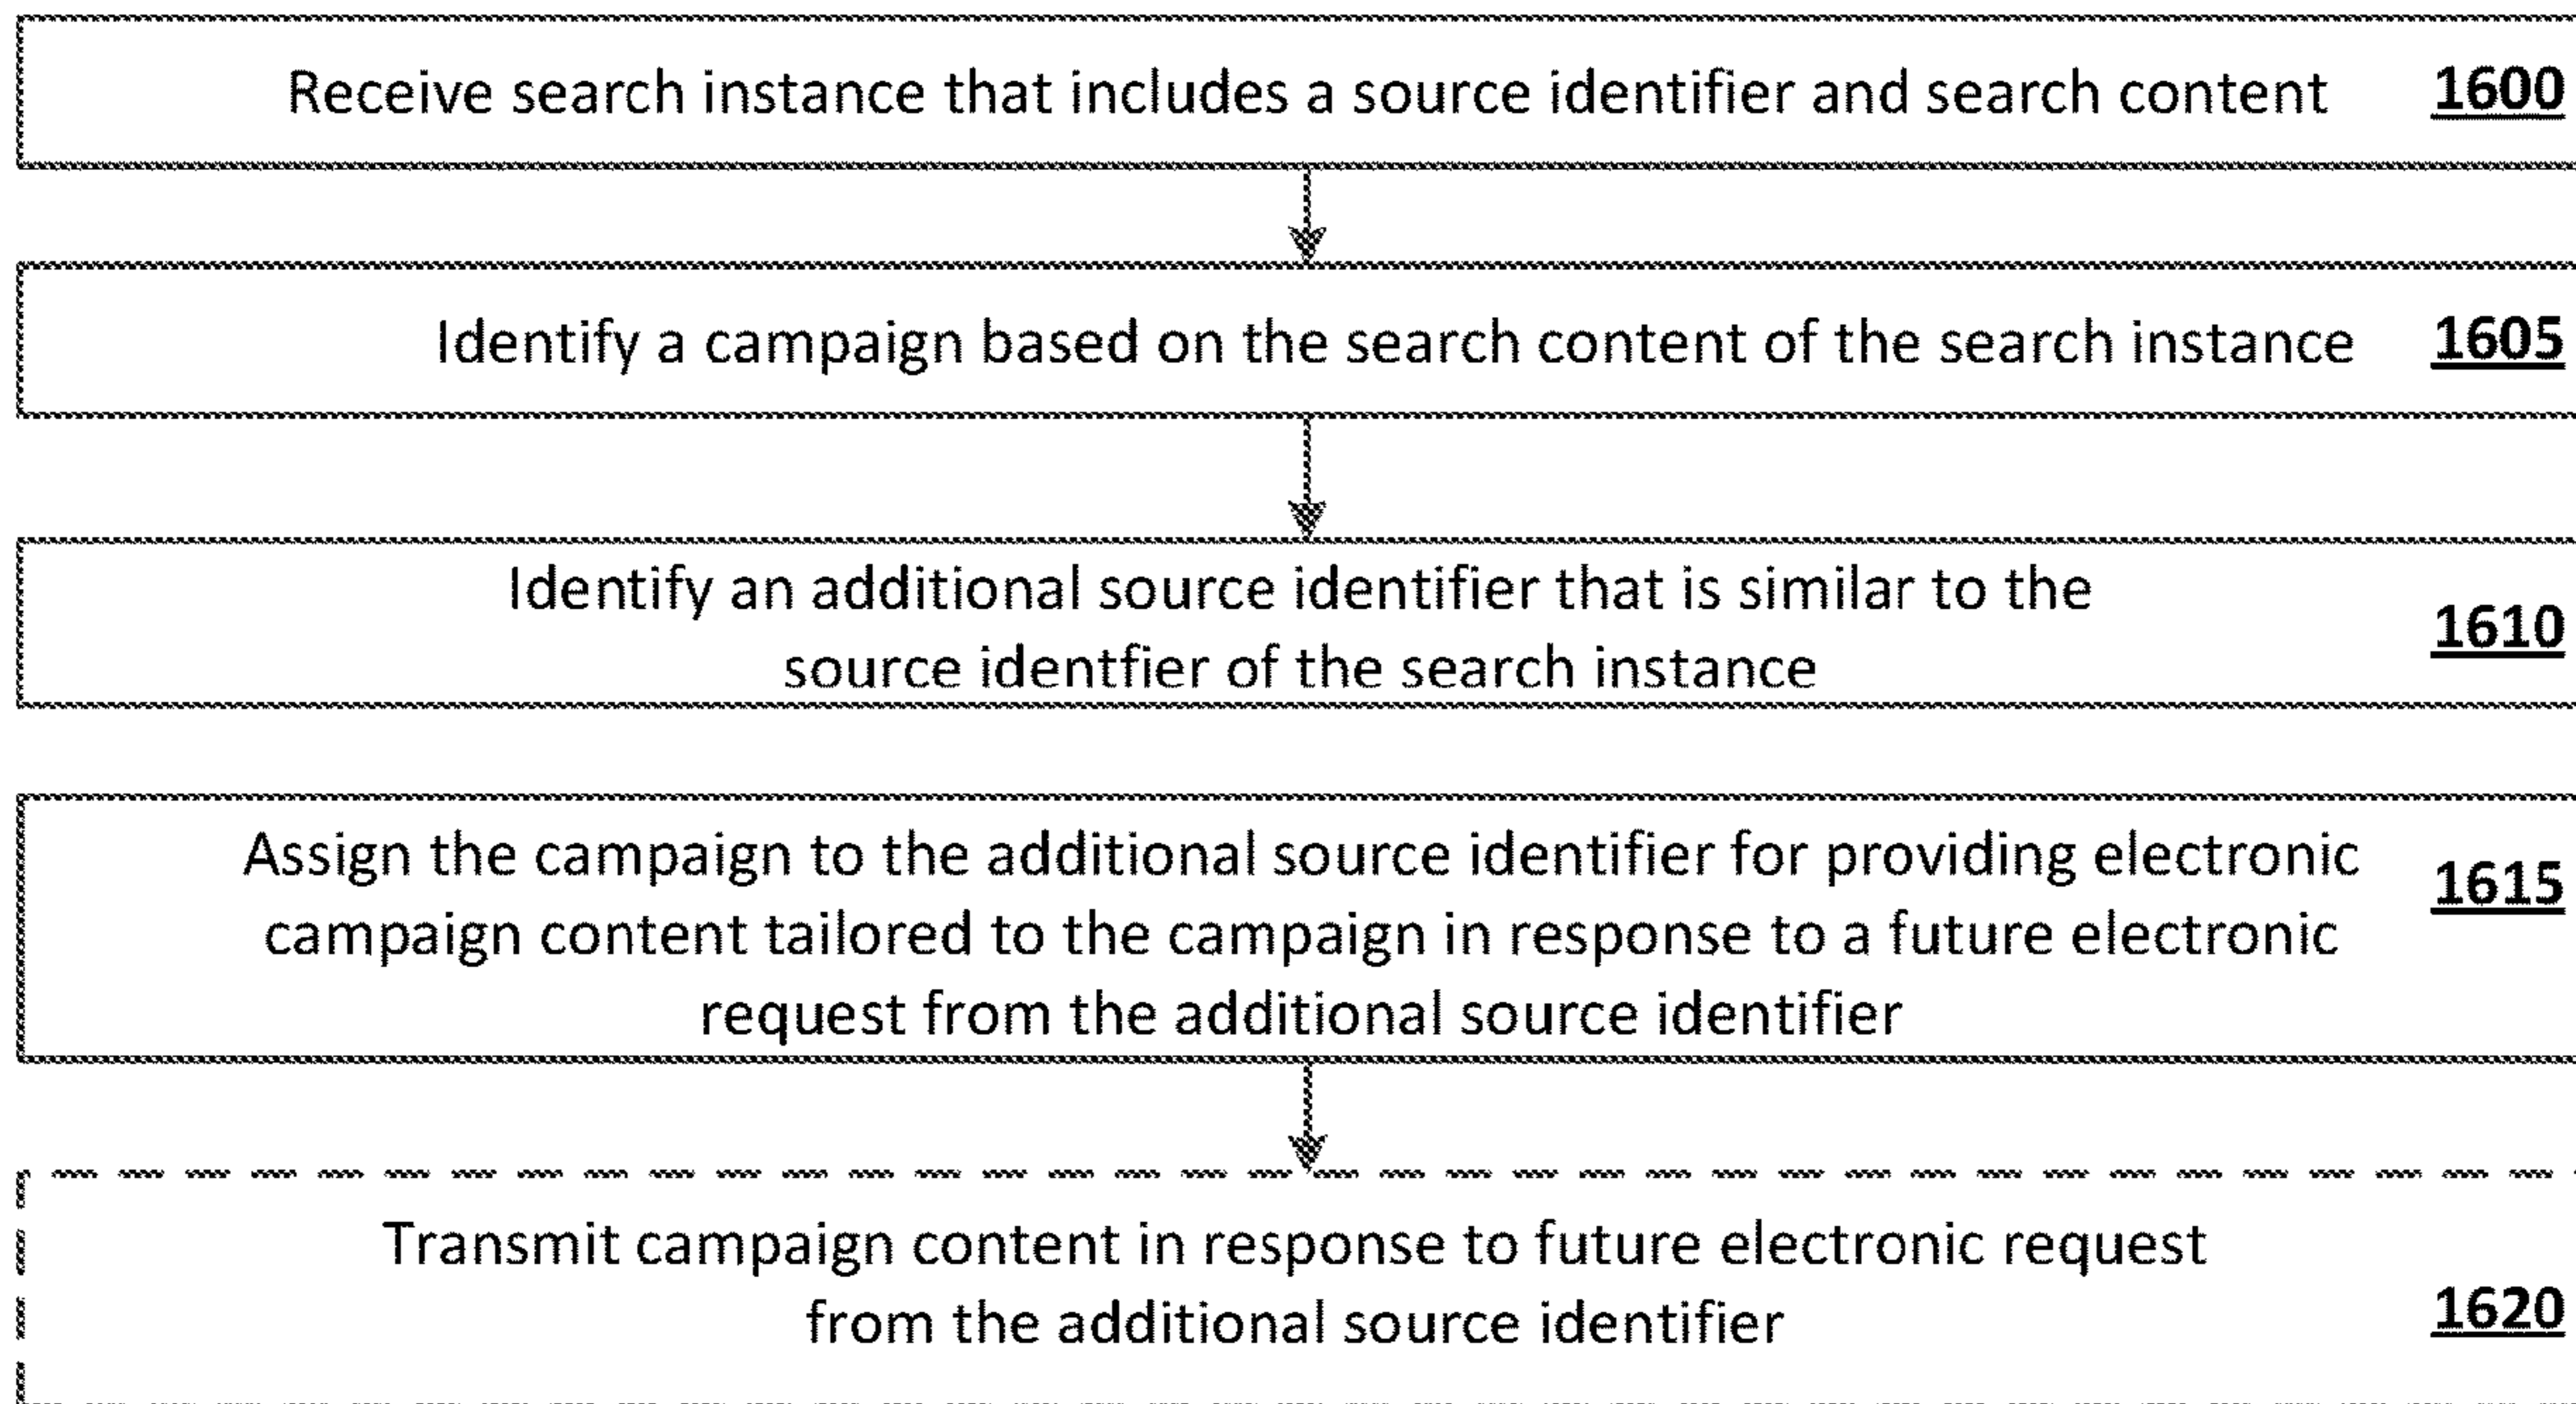 Receive search instance that includes a source identifier and search content 1600
Identify a campaign based on the search content of the search instance 1605
Identify an additional source identifier that is similar to the
source identfier of the search instance
1610
Assign the campaign to the additional source identifier for providing electronic
1615
campaign content tailored to the campaign in response to a future electronic
request from the additional source identifier
Transmit campaign content in response to future electronic request
from the additional source identifier
1620